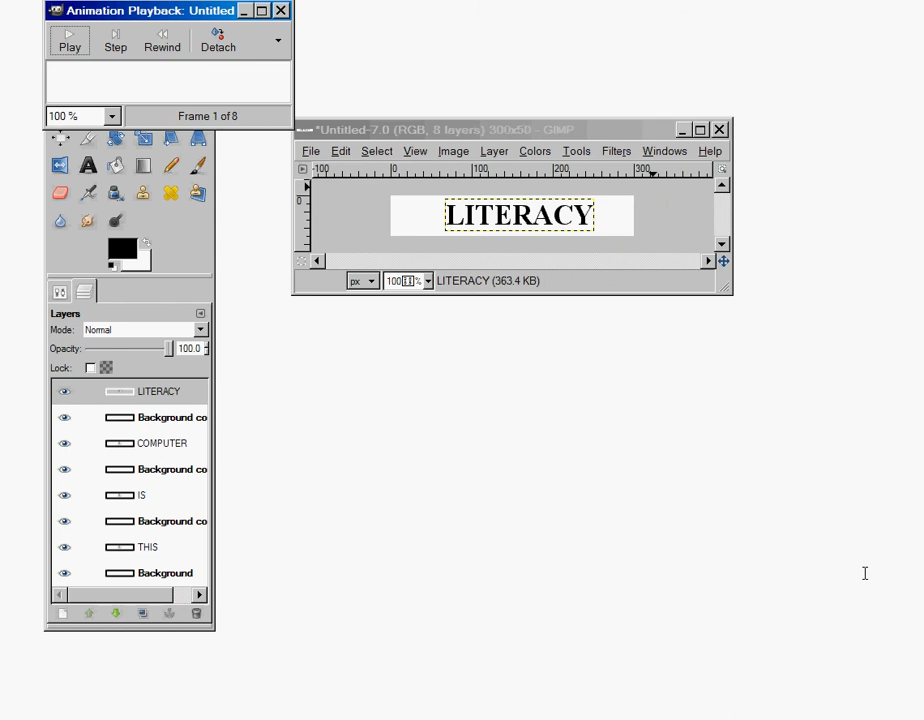 Animation Playback: Untitled
Play Step Rewind Detach
100 % Frame 1 of 8
*Untitled-7.0 (RGB, 8 layers) 300x50 - GIMP
File Edit Select View Image Layer Colors Tools Filters Windows Help
-100 0 100 200 300
0
LITERACY
px 100 % LITERACY (363.4 KB)
Layers
Mode: Normal
Opacity: 100.0
Lock:
LITERACY
Background co
COMPUTER
Background co
IS
Background co
THIS
Background